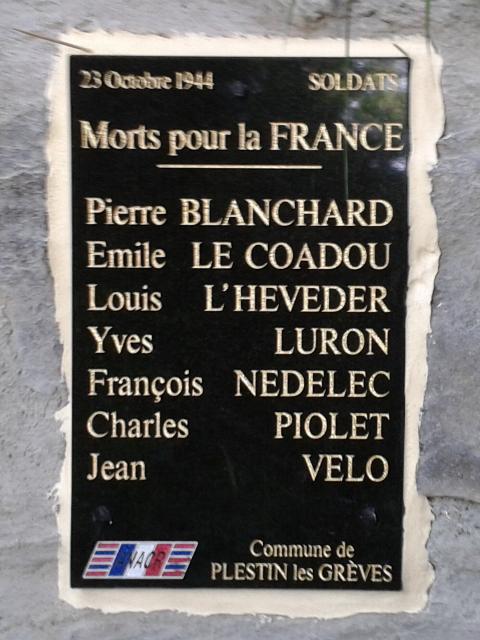 23 Octobre 1944 SOLDATS
Morts pour la FRANCE
Pierre BLANCHARD
Emile LE COADOU
Louis L'HEVEDER
Yves LURON
François NEDELEC
Charles PIOLET
Jean VELO
ANACR
Commune de
PLESTIN les GRÈVES